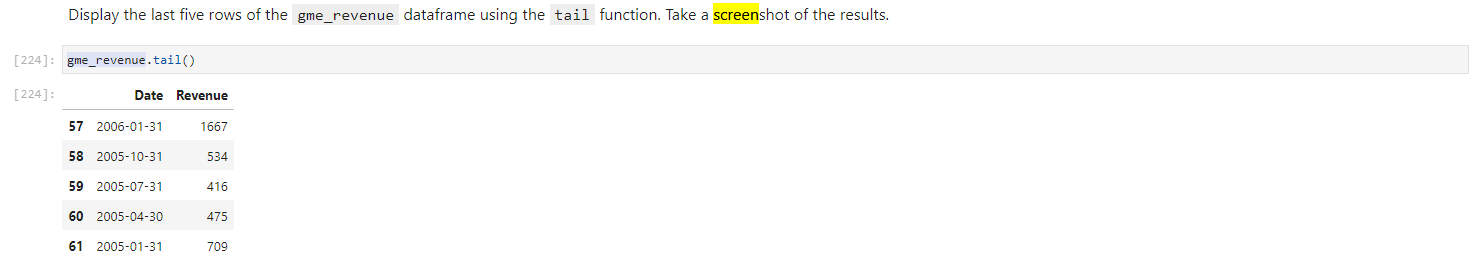 Display the last five rows of the gme_revenue dataframe using the tail function. Take a screenshot of the results.
[224]: gme_revenue.tail()
[224]: Date Revenue
57 2006-01-31 1667
58 2005-10-31 534
59 2005-07-31 416
60 2005-04-30 475
61 2005-01-31 709